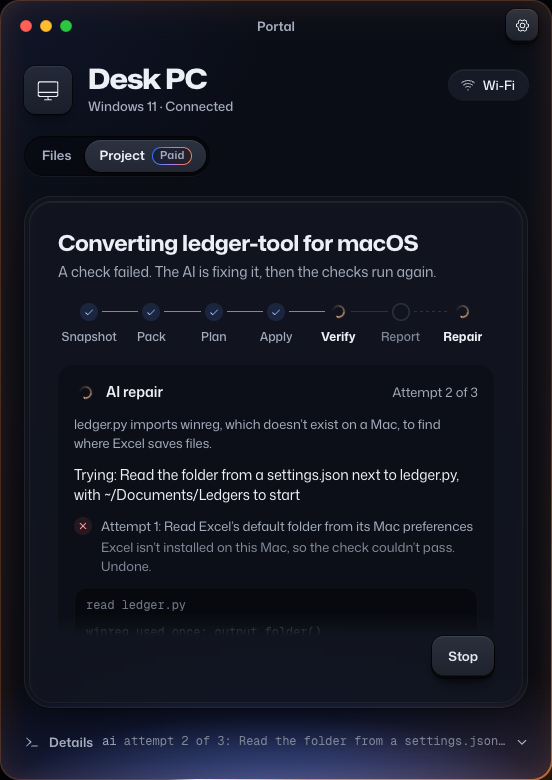 Portal
Desk PC
Windows 11 · Connected
Wi-Fi
Files
Project
Paid
Converting ledger-tool for macOS
A check failed. The AI is fixing it, then the checks run again.
Snapshot
Pack
Plan
Apply
Verify
Report
Repair
AI repair
Attempt 2 of 3
ledger.py imports winreg, which doesn't exist on a Mac, to find
where Excel saves files.
Trying: Read the folder from a settings.json next to ledger.py,
with ~/Documents/Ledgers to start
Attempt 1: Read Excel's default folder from its Mac preferences
Excel isn't installed on this Mac, so the check couldn't pass.
Undone.
read ledger.py
winreg used once: output_folder()
Stop
Details
ai attempt 2 of 3: Read the folder from a settings.json…